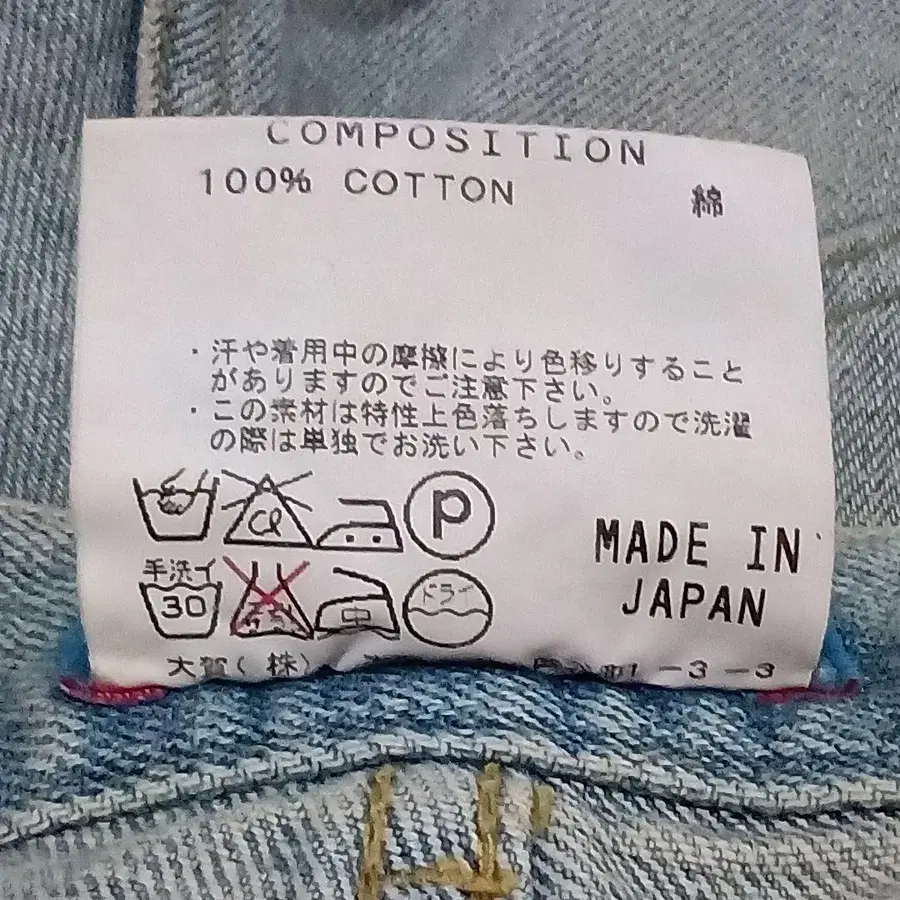 COMPOSITION
100% COTTON 綿
・汗や着用中の摩擦により色移りすること
がありますのでご注意下さい。
・この素材は特性上色落ちしますので洗濯
の際は単独でお洗い下さい。
Cl P
MADE IN
JAPAN
手洗イ
30 中 ドライ
大賀(株) 1-3-3